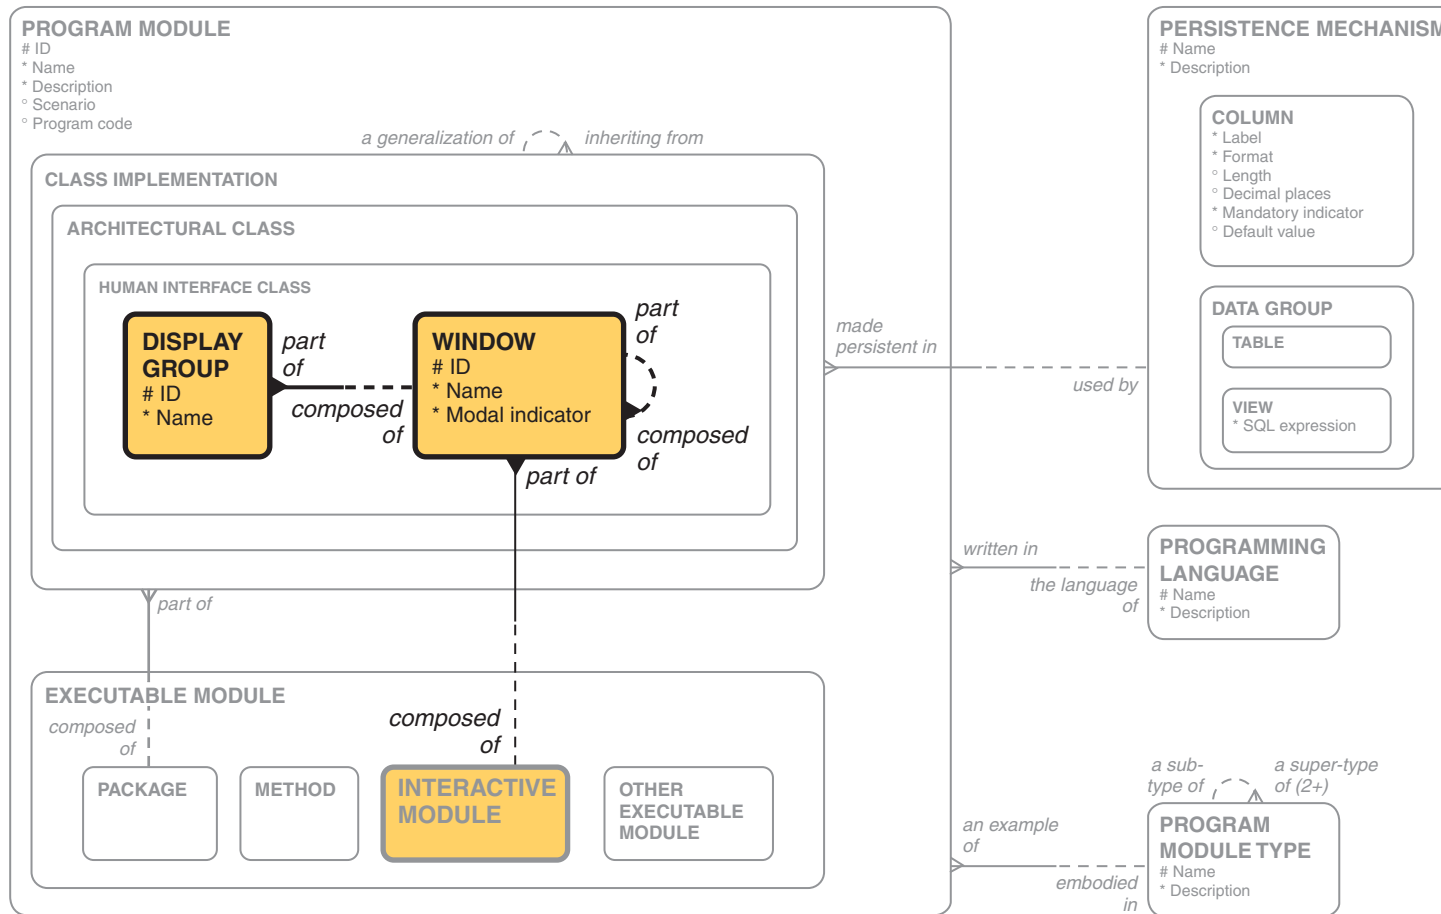 PROGRAM MODULE
# ID
* Name
* Description
° Scenario
° Program code
a generalization of
inheriting from
CLASS IMPLEMENTATION
ARCHITECTURAL CLASS
HUMAN INTERFACE CLASS
DISPLAY
GROUP
# ID
* Name
part
of
composed
of
WINDOW
# ID
* Name
* Modal indicator
part
of
composed
of
part of
made
persistent in
used by
PERSISTENCE MECHANISM
# Name
* Description
COLUMN
* Label
* Format
° Length
° Decimal places
* Mandatory indicator
° Default value
DATA GROUP
TABLE
VIEW
* SQL expression
written in
the language
of
PROGRAMMING
LANGUAGE
# Name
* Description
part of
EXECUTABLE MODULE
composed
of
composed
of
PACKAGE
METHOD
INTERACTIVE
MODULE
OTHER
EXECUTABLE
MODULE
an example
of
embodied
in
a sub-
type of
a super-type
of (2+)
PROGRAM
MODULE TYPE
# Name
* Description